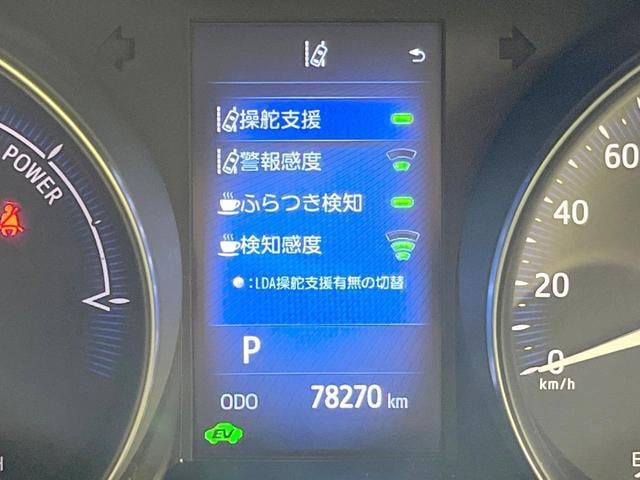 操舵支援
警報感度
ふらつき検知
検知感度
:LDA操舵支援有無の切替
P
ODO 78270 km
EV
POWER
60
40
20
0
km/h